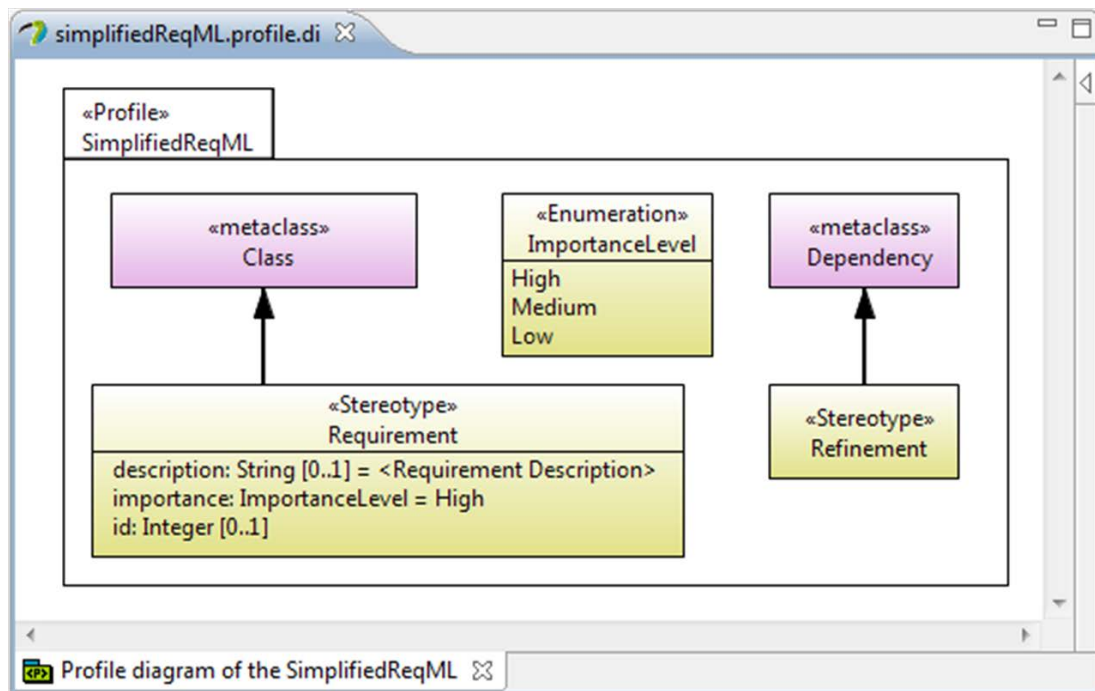 simplifiedReqML.profile.di
«Profile»
SimplifiedReqML
«metaclass»
Class
«Enumeration»
ImportanceLevel
High
Medium
Low
«metaclass»
Dependency
«Stereotype»
Requirement
description: String [0..1] = <Requirement Description>
importance: ImportanceLevel = High
id: Integer [0..1]
«Stereotype»
Refinement
«P»
Profile diagram of the SimplifiedReqML